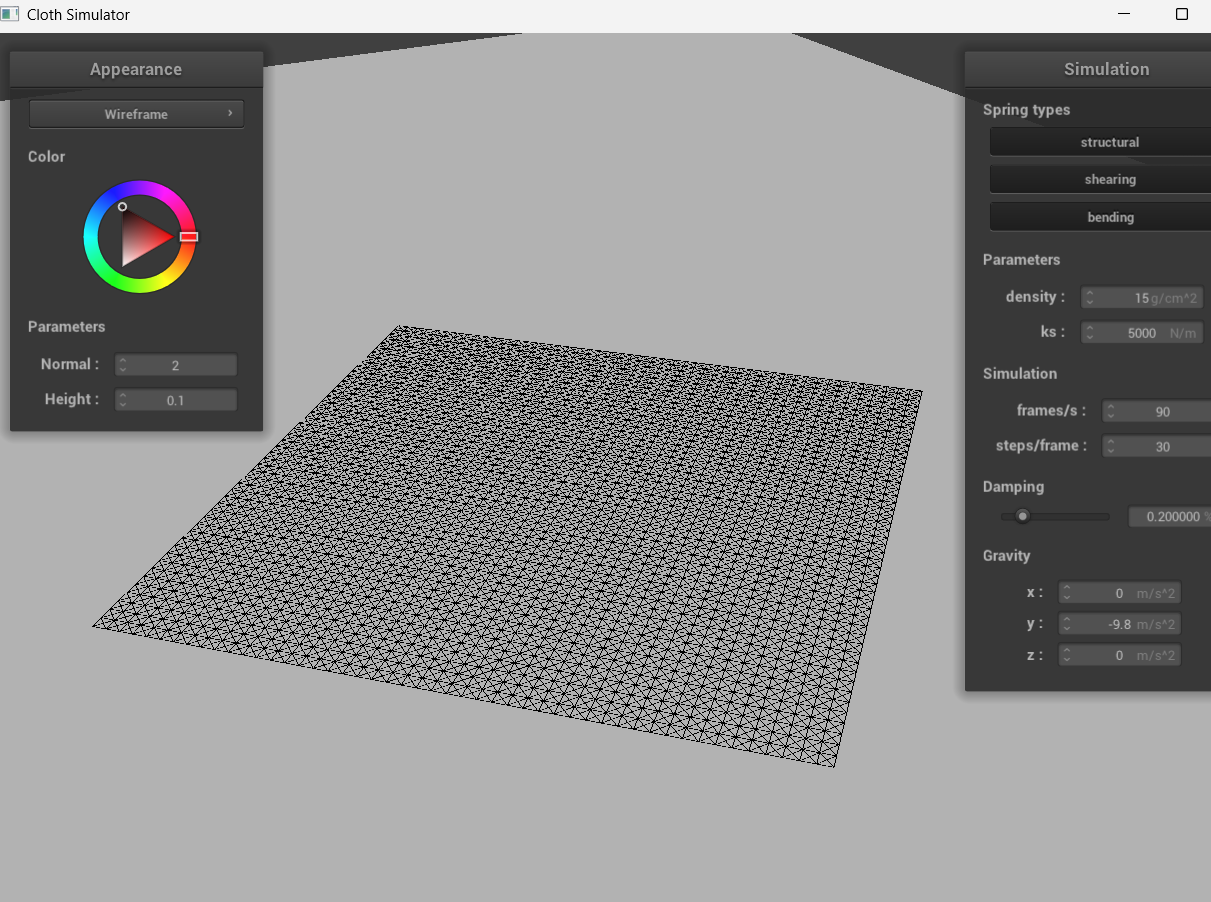 Cloth Simulator
Appearance
Wireframe
Color
Parameters
Normal : 2
Height : 0.1
Simulation
Spring types
structural
shearing
bending
Parameters
density : 15 g/cm^2
ks : 5000 N/m
Simulation
frames/s : 90
steps/frame : 30
Damping
0.200000 %
Gravity
x : 0 m/s^2
y : -9.8 m/s^2
z : 0 m/s^2